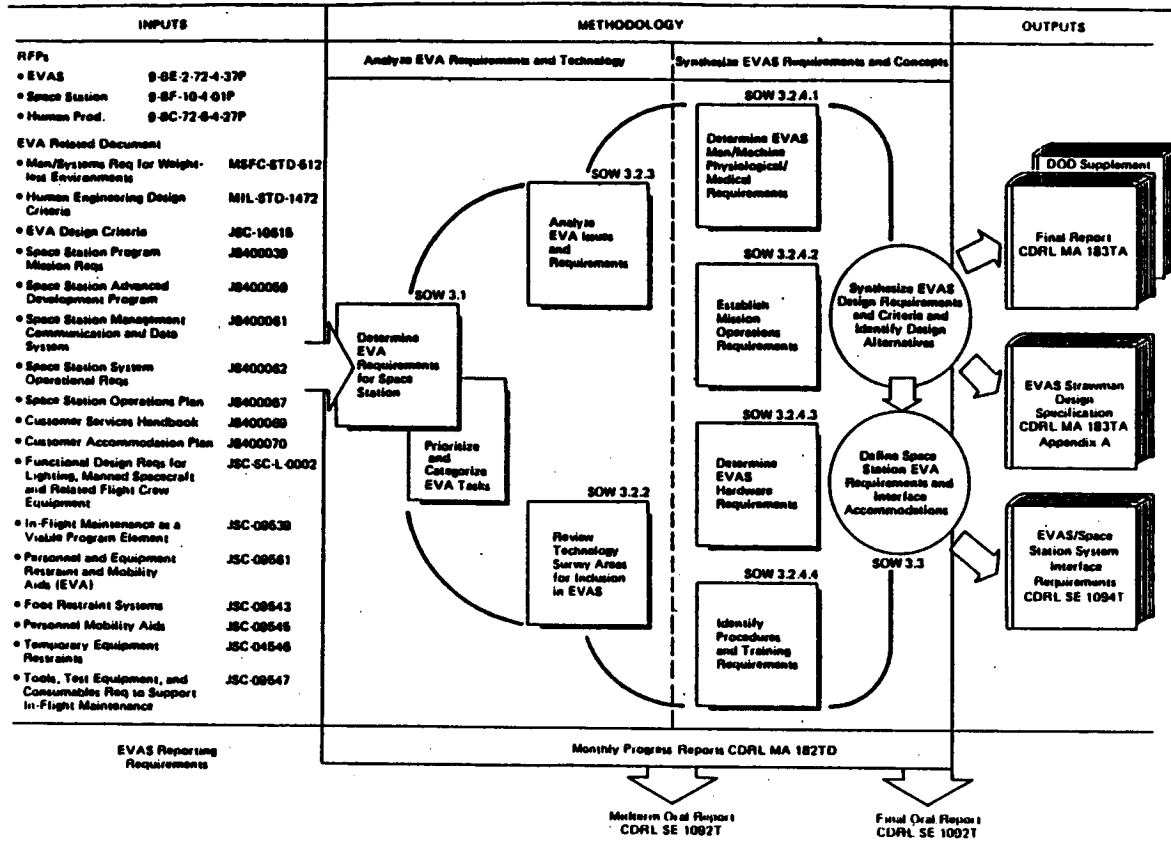 INPUTS
METHODOLOGY
OUTPUTS
Analyze EVA Requirements and Technology
Synthesize EVAS Requirements and Concepts
RFPs
• EVAS 9-BE-2-72-4-37P
• Space Station 9-BF-10-4-01P
• Human Prod. 9-BC-72-6-4-27P
EVA Related Document
• Man/Systems Req for Weight- MSFC-STD-512
less Environments
• Human Engineering Design MIL-STD-1472
Criteria
• EVA Design Criteria JSC-10615
• Space Station Program J8400039
Mission Reqs
• Space Station Advanced J8400059
Development Program
• Space Station Management J8400061
Communication and Data
System
• Space Station System J8400062
Operational Reqs
• Space Station Operations Plan J8400067
• Customer Services Handbook J8400069
• Customer Accommodation Plan J8400070
• Functional Design Reqs for JSC-SC-L-0002
Lighting, Manned Spacecraft
and Related Flight Crew
Equipment
• In-Flight Maintenance as a JSC-09539
Viable Program Element
• Personnel and Equipment JSC-09561
Restraint and Mobility
Aids (EVA)
• Foot Restraint Systems JSC-09543
• Personnel Mobility Aids JSC-09545
• Temporary Equipment JSC-04546
Restraints
• Tools, Test Equipment, and JSC-09547
Consumables Req to Support
In-Flight Maintenance
SOW 3.1
Determine
EVA
Requirements
for Space
Station
Prioritize
and
Categorize
EVA Tasks
SOW 3.2.3
Analyze
EVA Issues
and
Requirements
SOW 3.2.2
Review
Technology
Survey Areas
for Inclusion
in EVAS
SOW 3.2.4.1
Determine EVAS
Man/Machine
Physiological/
Medical
Requirements
SOW 3.2.4.2
Establish
Mission
Operations
Requirements
SOW 3.2.4.3
Determine
EVAS
Hardware
Requirements
SOW 3.2.4.4
Identify
Procedures
and Training
Requirements
Synthesize EVAS
Design Requirements
and Criteria and
Identify Design
Alternatives
Define Space
Station EVA
Requirements and
Interface
Accommodations
SOW 3.3
DOD Supplement
Final Report
CDRL MA 183TA
EVAS Strawman
Design
Specification
CDRL MA 183TA
Appendix A
EVAS/Space
Station System
Interface
Requirements
CDRL SE 1094T
EVAS Reporting
Requirements
Monthly Progress Reports CDRL MA 182TD
Midterm Oral Report
CDRL SE 1092T
Final Oral Report
CDRL SE 1092T